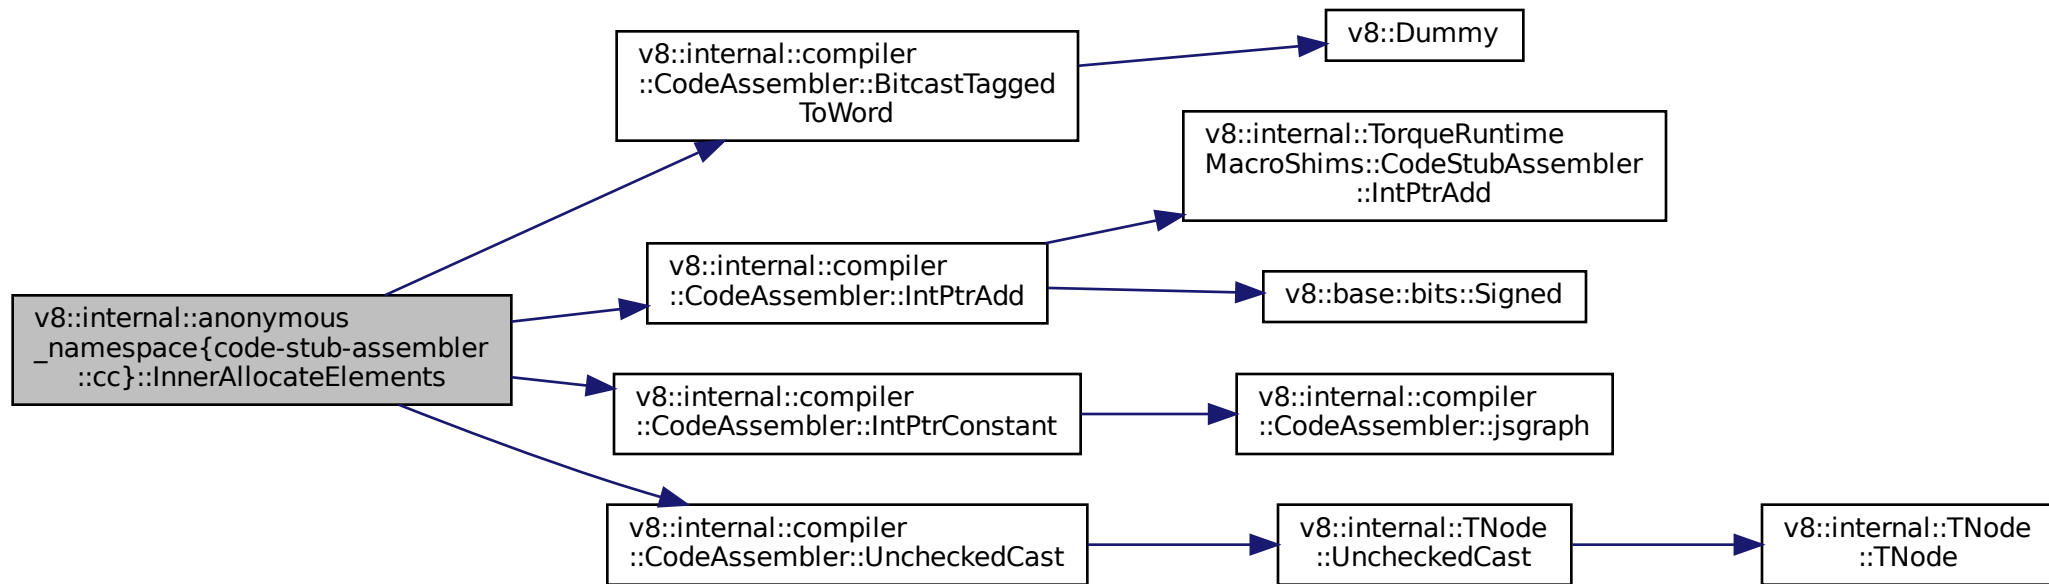 v8::internal::anonymous
_namespace{code-stub-assembler
::cc}::InnerAllocateElements
v8::internal::compiler
::CodeAssembler::BitcastTagged
ToWord
v8::Dummy
v8::internal::compiler
::CodeAssembler::IntPtrAdd
v8::internal::TorqueRuntime
MacroShims::CodeStubAssembler
::IntPtrAdd
v8::base::bits::Signed
v8::internal::compiler
::CodeAssembler::IntPtrConstant
v8::internal::compiler
::CodeAssembler::jsgraph
v8::internal::compiler
::CodeAssembler::UncheckedCast
v8::internal::TNode
::UncheckedCast
v8::internal::TNode
::TNode